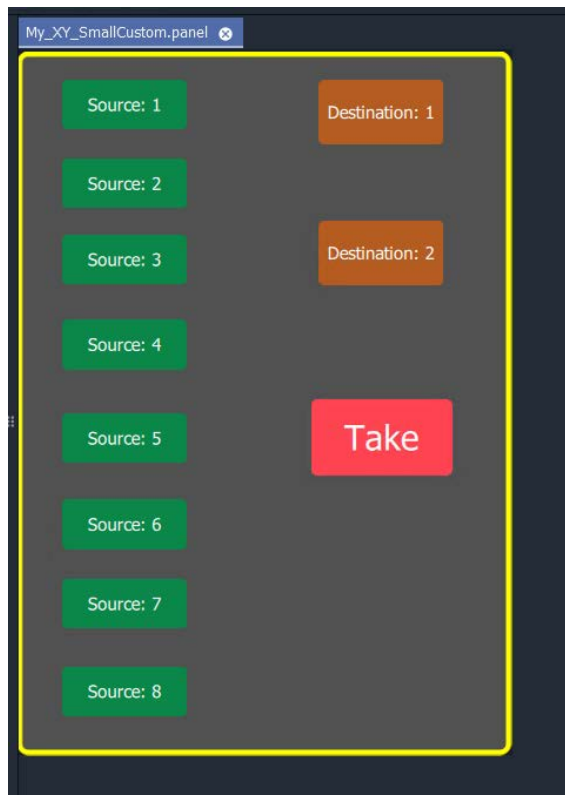 My_XY_SmallCustom.panel
Source: 1
Destination: 1
Source: 2
Source: 3
Destination: 2
Source: 4
Source: 5
Take
Source: 6
Source: 7
Source: 8